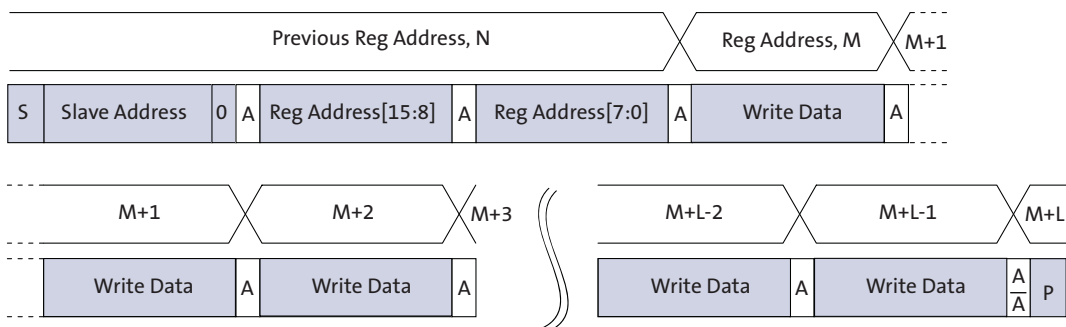 Previous Reg Address, N Reg Address, M M+1
S Slave Address 0 A Reg Address[15:8] A Reg Address[7:0] A Write Data A
M+1 M+2 M+3 M+L-2 M+L-1 M+L
Write Data A Write Data A Write Data A Write Data A/A̅ P